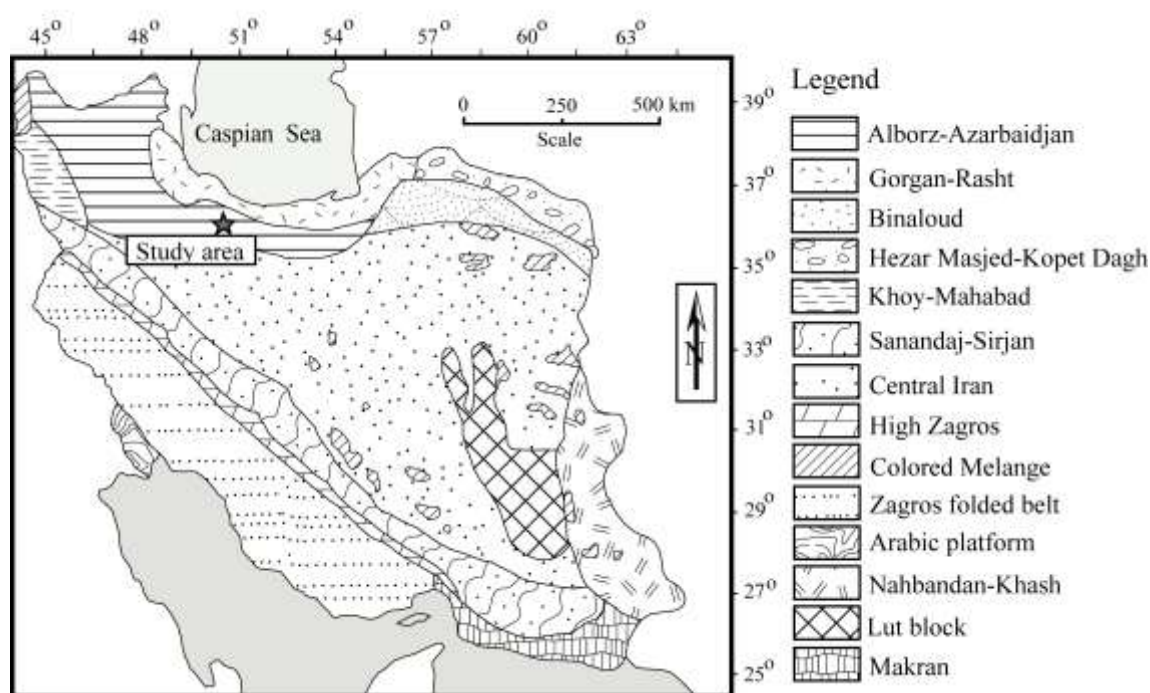 45° 48° 51° 54° 57° 60° 63°
Caspian Sea
0 250 500 km
Scale
Study area
N
39°
37°
35°
33°
31°
29°
27°
25°
Legend
Alborz-Azarbaidjan
Gorgan-Rasht
Binaloud
Hezar Masjed-Kopet Dagh
Khoy-Mahabad
Sanandaj-Sirjan
Central Iran
High Zagros
Colored Melange
Zagros folded belt
Arabic platform
Nahbandan-Khash
Lut block
Makran